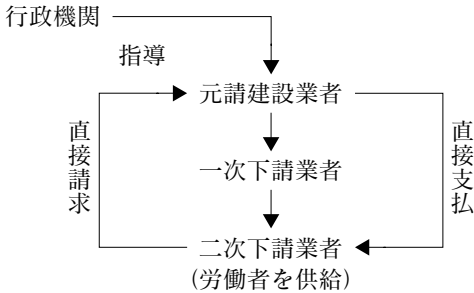 行政機関
指導
元請建設業者
直接請求
直接支払
一次下請業者
二次下請業者
(労働者を供給)